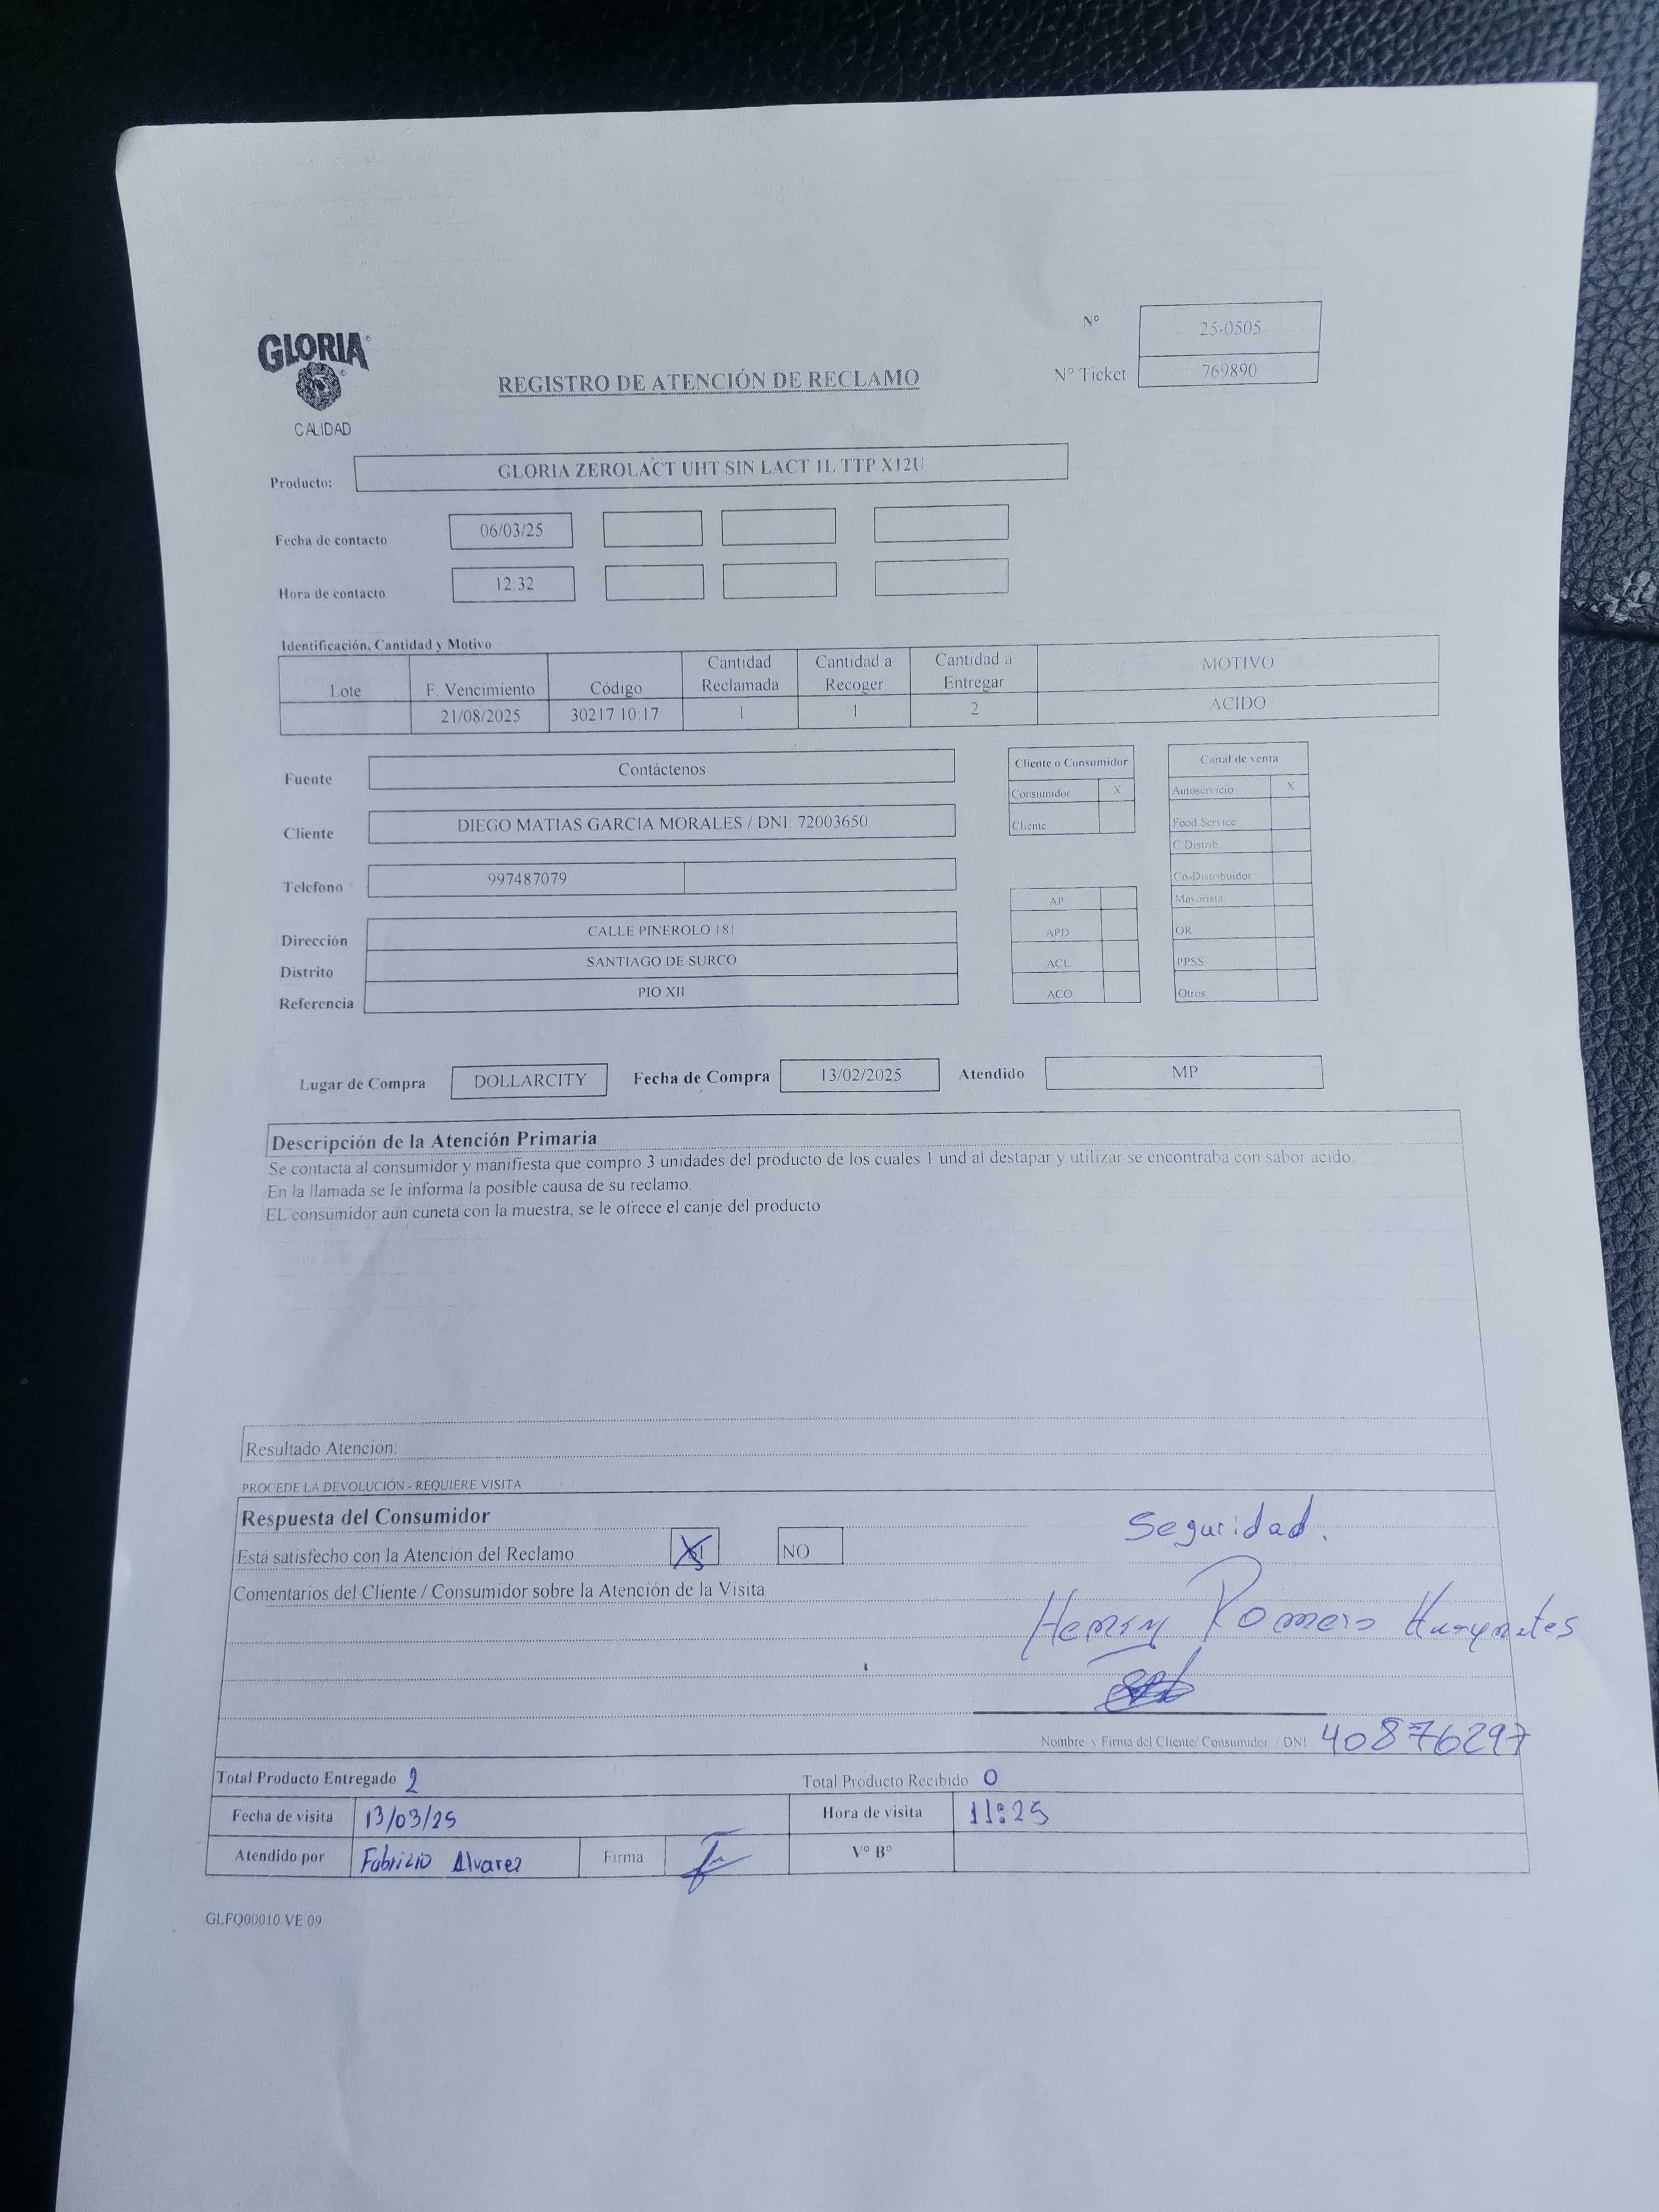 GLORIA®
CALIDAD
REGISTRO DE ATENCIÓN DE RECLAMO
N° 25-0505
N° Ticket 769890
Producto: GLORIA ZEROLACT UHT SIN LACT 1L TTP X12U
Fecha de contacto 06/03/25
Hora de contacto 12:32
Identificación, Cantidad y Motivo
Lote F. Vencimiento Código Cantidad Reclamada Cantidad a Recoger Cantidad a Entregar MOTIVO
21/08/2025 30217 10:17 1 1 2 ACIDO
Fuente Contáctenos
Cliente DIEGO MATIAS GARCIA MORALES / DNI: 72003650
Telefono 997487079
Dirección CALLE PINEROLO 181
Distrito SANTIAGO DE SURCO
Referencia PIO XII
Cliente o Consumidor
Consumidor X
Cliente
AP
APD
ACL
ACO
Canal de venta
Autoservicio X
Food Service
C Distrib.
Co-Distribuidor
Mayorista
OR
PPSS
Otros
Lugar de Compra DOLLARCITY Fecha de Compra 13/02/2025 Atendido MP
Descripción de la Atención Primaria
Se contacta al consumidor y manifiesta que compro 3 unidades del producto de los cuales 1 und al destapar y utilizar se encontraba con sabor acido.
En la llamada se le informa la posible causa de su reclamo.
EL consumidor aun cuneta con la muestra, se le ofrece el canje del producto
Resultado Atención:
PROCEDE LA DEVOLUCIÓN - REQUIERE VISITA
Respuesta del Consumidor
Está satisfecho con la Atención del Reclamo SI NO
Seguridad.
Comentarios del Cliente / Consumidor sobre la Atención de la Visita
Henry Romero
Nombre y Firma del Cliente/ Consumidor / DNI 40876297
Total Producto Entregado 2 Total Producto Recibido 0
Fecha de visita 13/03/25 Hora de visita 11:25
Atendido por Fabrizio Alvarez Firma V° B°
GLFQ00010 VE 09